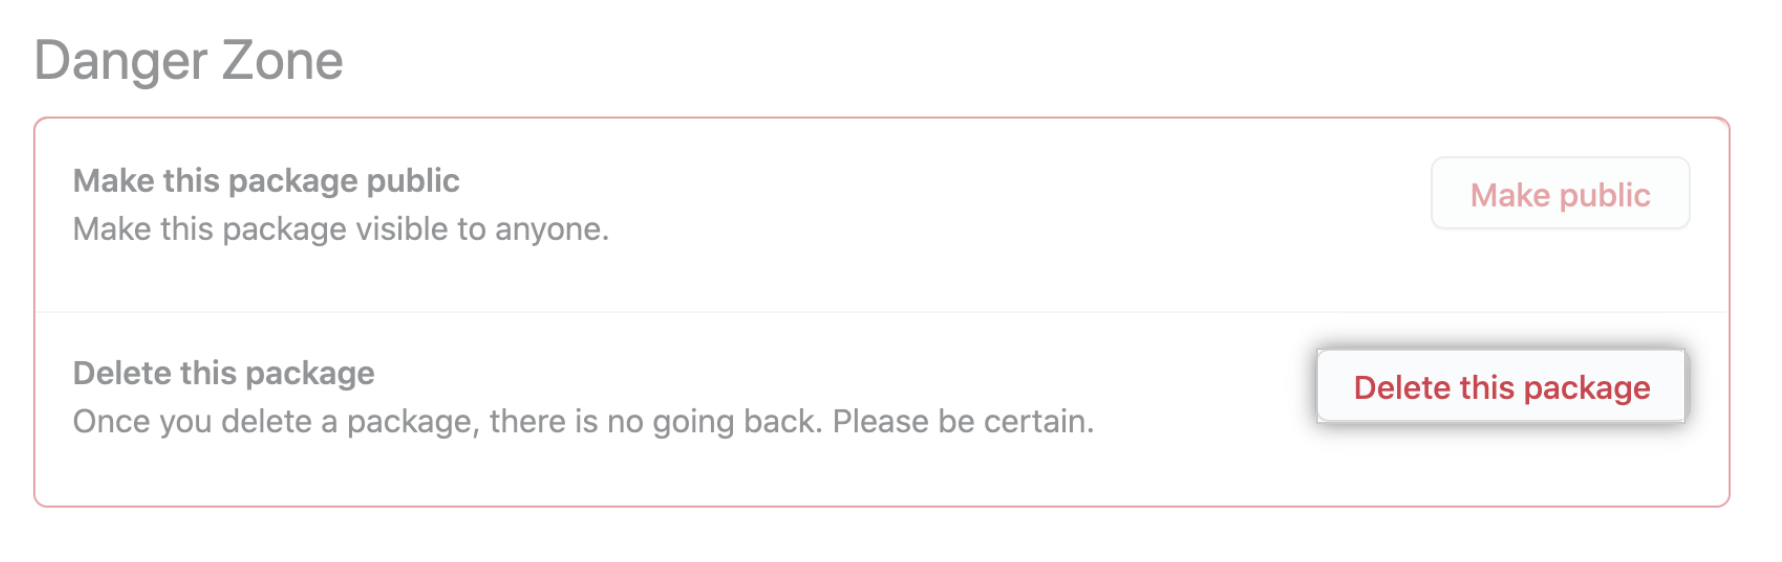 Danger Zone
Make this package public
Make public
Make this package visible to anyone.
Delete this package
Delete this package
Once you delete a package, there is no going back. Please be certain.